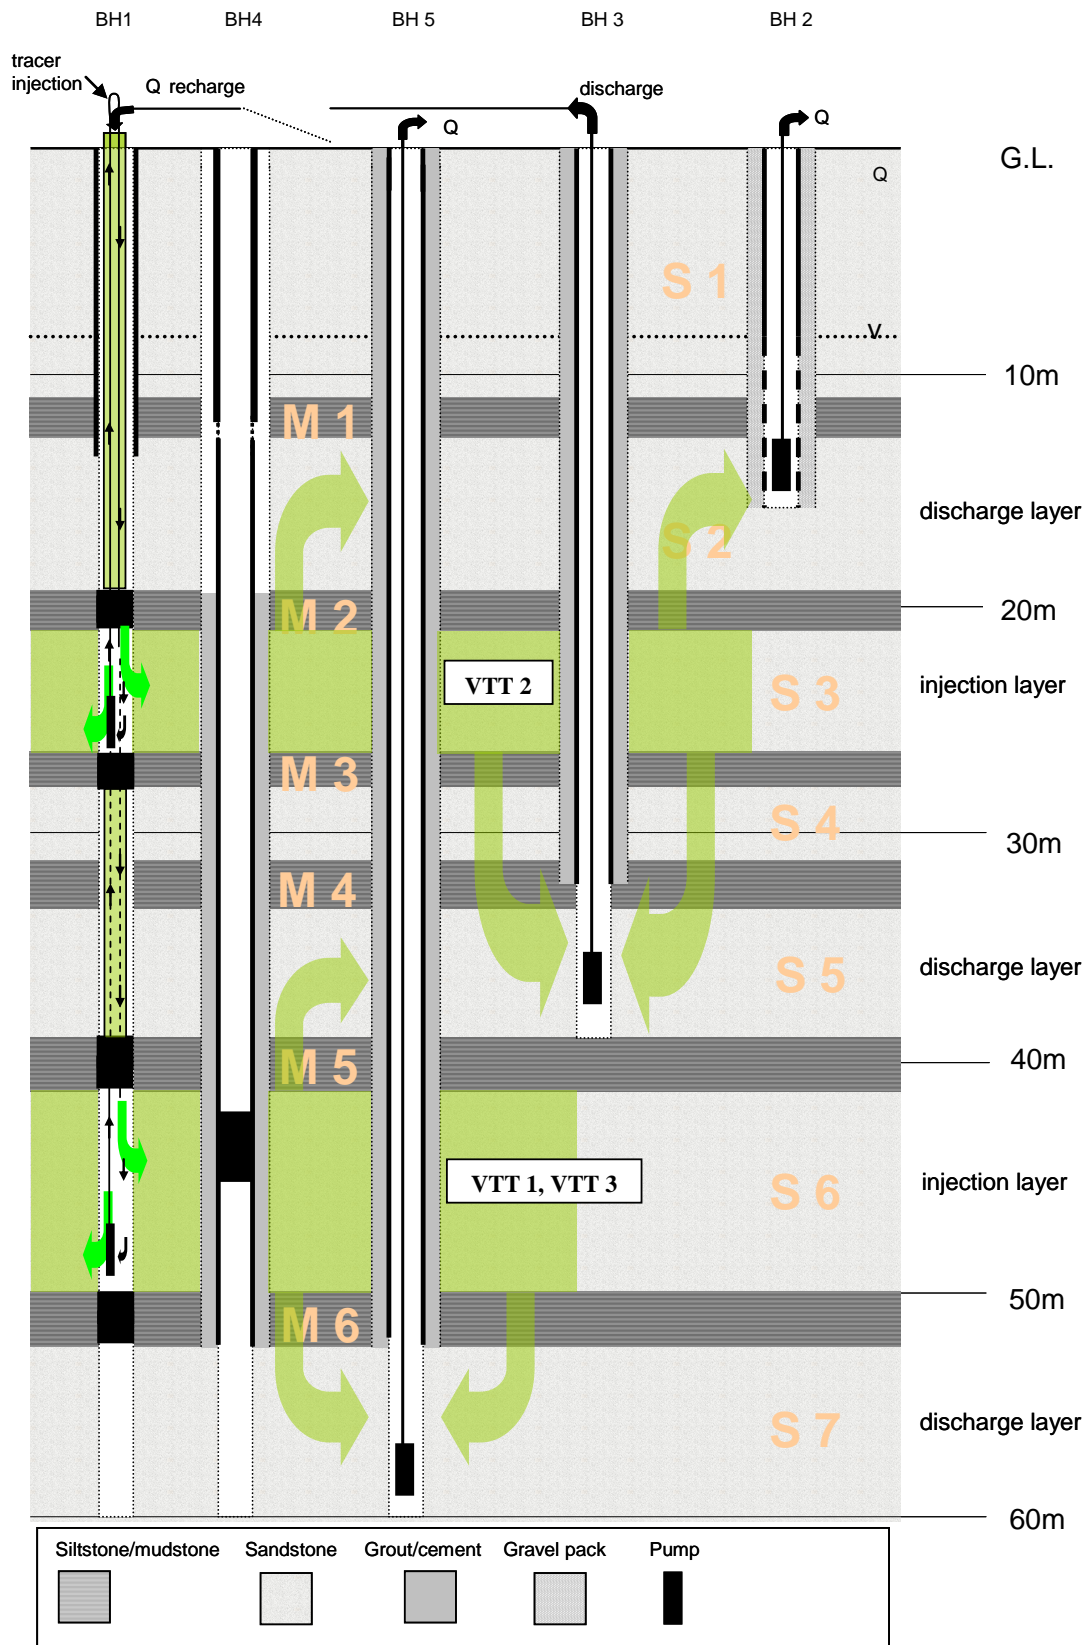 BH1 BH4 BH 5 BH 3 BH 2
tracer
injection
Q recharge
discharge
Q
Q
G.L.
Q
S 1
V
10m
M 1
discharge layer
S 2
M 2
20m
VTT 2
S 3
injection layer
M 3
S 4
30m
M 4
S 5
discharge layer
M 5
40m
VTT 1, VTT 3
S 6
injection layer
50m
M 6
S 7
discharge layer
60m
Siltstone/mudstone Sandstone Grout/cement Gravel pack Pump